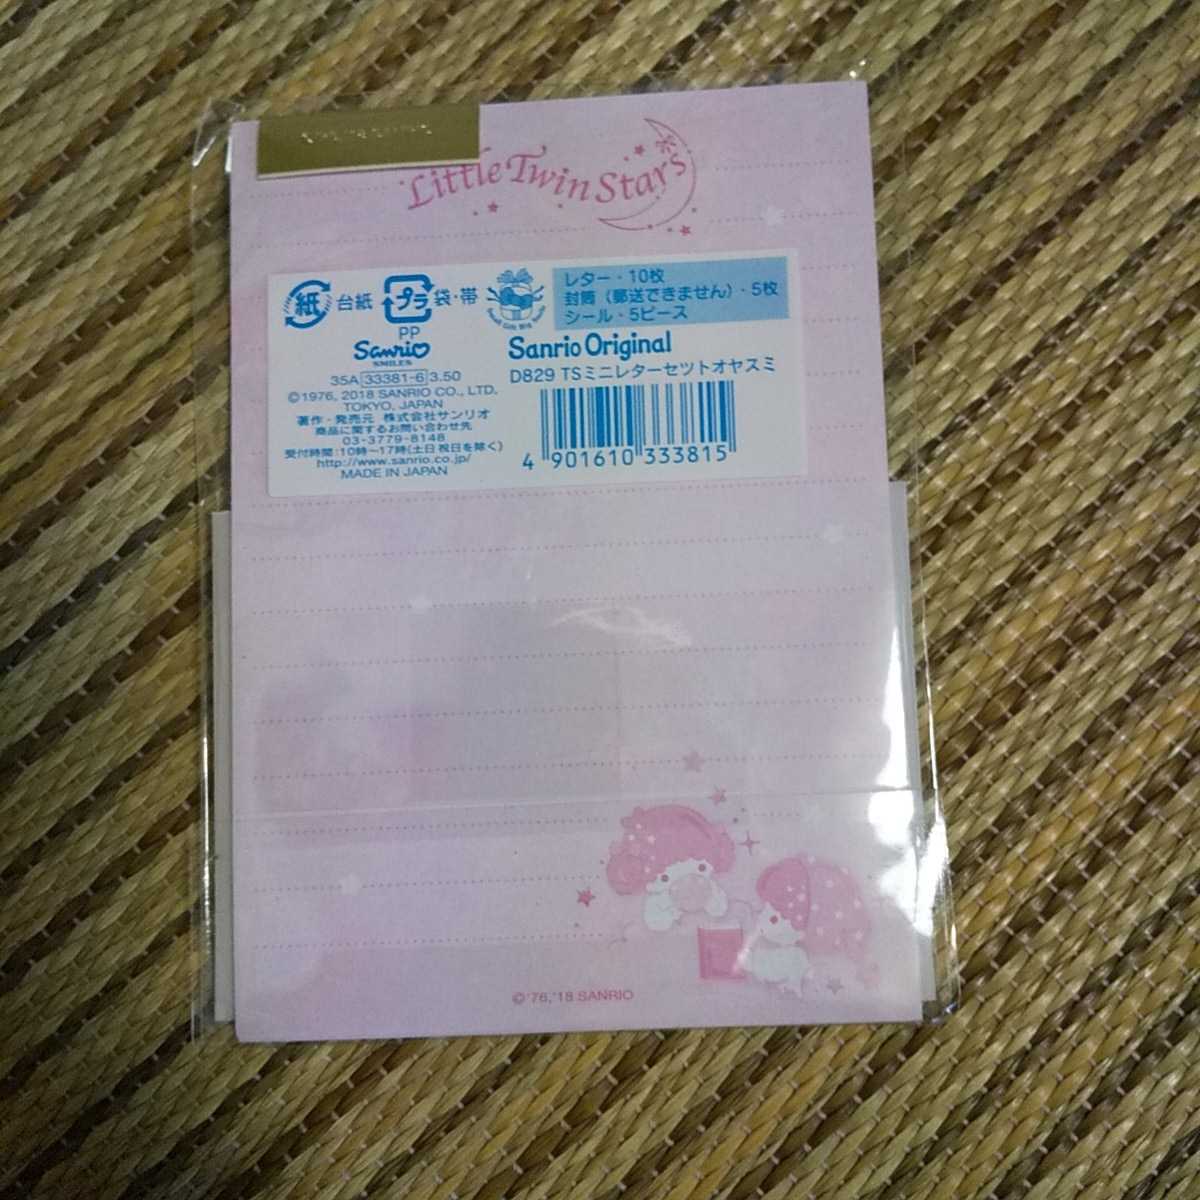 Little Twin Stars
紙 台紙 プラ 袋・帯
PP
Small Gift Big Smile
レター・10枚
封筒（郵送できません）・5枚
シール・5ピース
Sanrio
SMILES
Sanrio Original
35A 33381-6 3.50
D829 TSミニレターセツトオヤスミ
©1976, 2018 SANRIO CO., LTD.
TOKYO, JAPAN
著作・発売元 株式会社サンリオ
商品に関するお問い合わせ先
03-3779-8148
受付時間:10時〜17時(土日祝日を除く)
http://www.sanrio.co.jp/
MADE IN JAPAN
4 901610 333815
©'76,'18 SANRIO